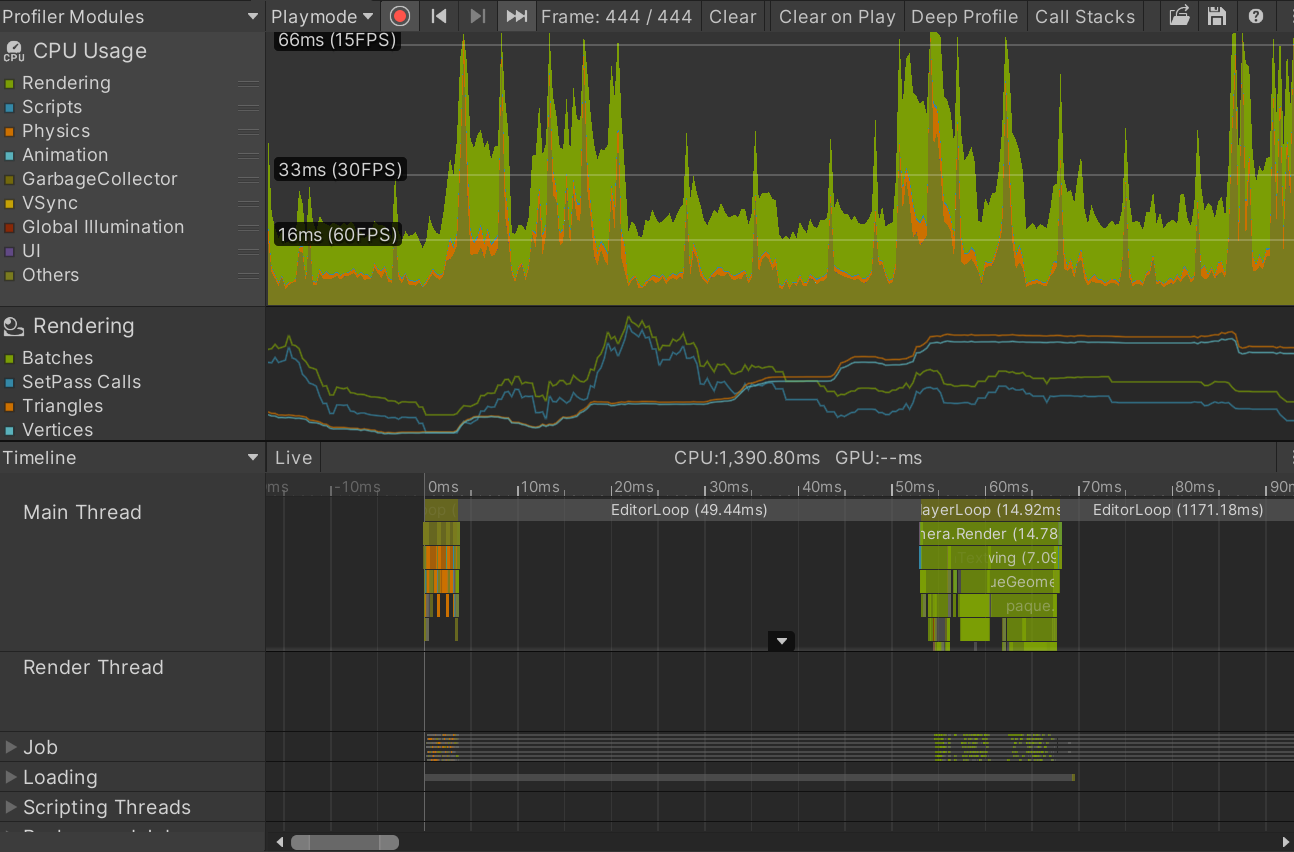 Profiler Modules
Playmode
Frame: 444 / 444
Clear
Clear on Play
Deep Profile
Call Stacks
CPU
CPU Usage
Rendering
Scripts
Physics
Animation
GarbageCollector
VSync
Global Illumination
UI
Others
66ms (15FPS)
33ms (30FPS)
16ms (60FPS)
Rendering
Batches
SetPass Calls
Triangles
Vertices
Timeline
Live
CPU:1,390.80ms GPU:--ms
ms
-10ms
0ms
10ms
20ms
30ms
40ms
50ms
60ms
70ms
80ms
90m
Main Thread
EditorLoop (49.44ms)
ayerLoop (14.92ms
EditorLoop (1171.18ms)
era.Render (14.78
wing (7.09
ueGeome
paque.
Render Thread
Job
Loading
Scripting Threads